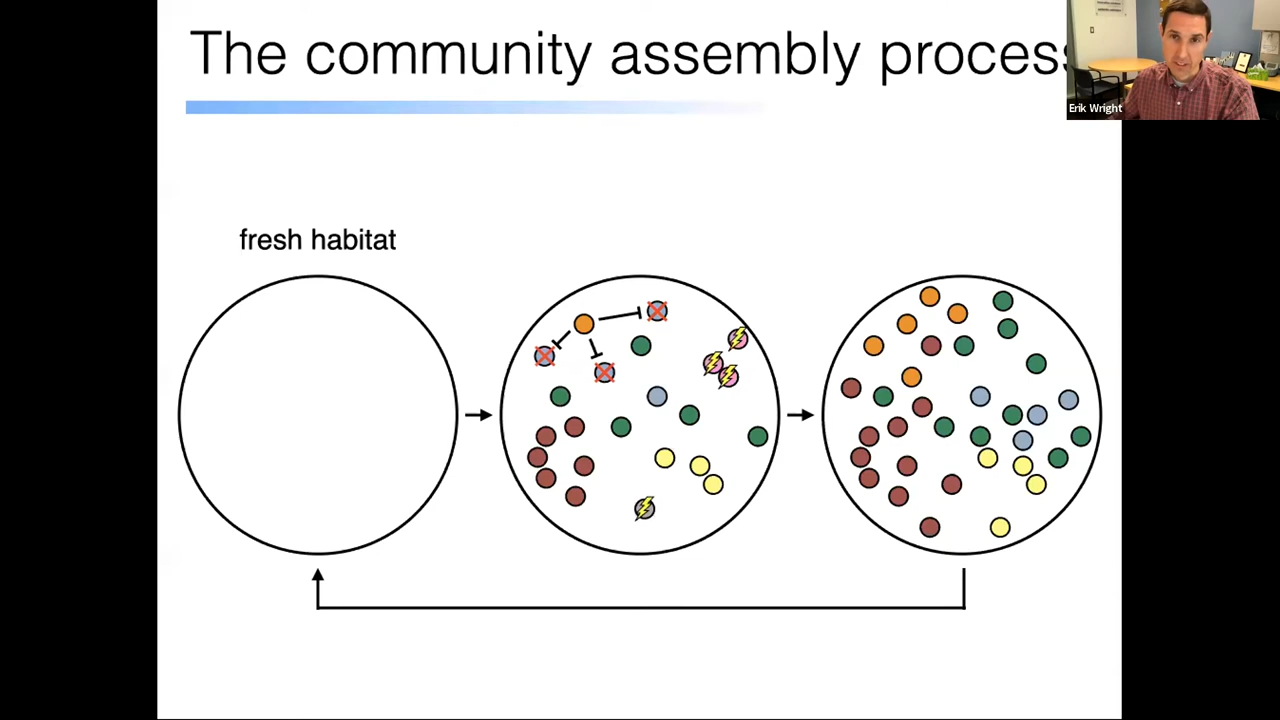 The community assembly process
Erik Wright
fresh habitat